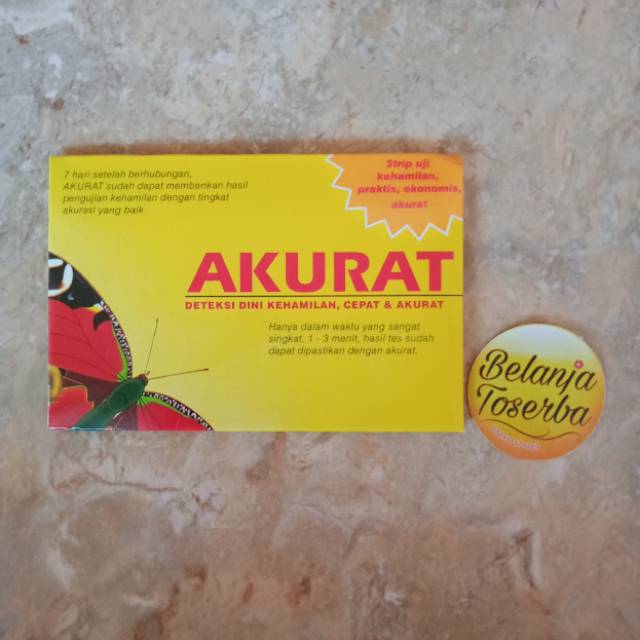 7 hari setelah berhubungan,
AKURAT sudah dapat memberikan hasil
pengujian kehamilan dengan tingkat
akurasi yang baik
Strip uji
kehamilan,
praktis, ekonomis,
akurat
AKURAT
DETEKSI DINI KEHAMILAN, CEPAT & AKURAT
Hanya dalam waktu yang sangat
singkat, 1 - 3 menit, hasil tes sudah
dapat dipastikan dengan akurat.
Belanja
Toserba